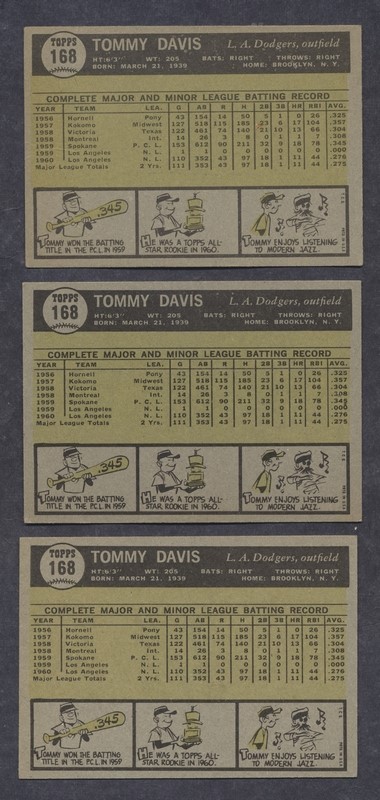 TOPPS
168
TOMMY DAVIS
L. A. Dodgers, outfield
HT: 6'3" WT: 205 BATS: RIGHT THROWS: RIGHT
BORN: MARCH 21, 1939 HOME: BROOKLYN, N. Y.
COMPLETE MAJOR AND MINOR LEAGUE BATTING RECORD
YEAR TEAM LEA. G AB R H 2B 3B HR RBI AVG.
1956 Hornell Pony 43 154 14 50 5 1 0 26 .325
1957 Kokomo Midwest 127 518 115 185 23 6 17 104 .357
1958 Victoria Texas 122 461 74 140 21 10 13 66 .304
1958 Montreal Int. 14 26 3 8 0 1 1 7 .308
1959 Spokane P. C. L. 153 612 90 211 32 9 18 78 .345
1959 Los Angeles N. L. 1 1 0 0 0 0 0 0 .000
1960 Los Angeles N. L. 110 352 43 97 18 1 11 44 .276
Major League Totals 2 Yrs. 111 353 43 97 18 1 11 44 .275
.345
TOMMY WON THE BATTING
TITLE IN THE P.C.L. IN 1959
HE WAS A TOPPS ALL-
STAR ROOKIE IN 1960.
TOMMY ENJOYS LISTENING
TO MODERN JAZZ.
TOPPS
168
TOMMY DAVIS
L. A. Dodgers, outfield
HT: 6'3" WT: 205 BATS: RIGHT THROWS: RIGHT
BORN: MARCH 21, 1939 HOME: BROOKLYN, N. Y.
COMPLETE MAJOR AND MINOR LEAGUE BATTING RECORD
YEAR TEAM LEA. G AB R H 2B 3B HR RBI AVG.
1956 Hornell Pony 43 154 14 50 5 1 0 26 .325
1957 Kokomo Midwest 127 518 115 185 23 6 17 104 .357
1958 Victoria Texas 122 461 74 140 21 10 13 66 .304
1958 Montreal Int. 14 26 3 8 0 1 1 7 .308
1959 Spokane P. C. L. 153 612 90 211 32 9 18 78 .345
1959 Los Angeles N. L. 1 1 0 0 0 0 0 0 .000
1960 Los Angeles N. L. 110 352 43 97 18 1 11 44 .276
Major League Totals 2 Yrs. 111 353 43 97 18 1 11 44 .275
.345
TOMMY WON THE BATTING
TITLE IN THE P.C.L. IN 1959
HE WAS A TOPPS ALL-
STAR ROOKIE IN 1960.
TOMMY ENJOYS LISTENING
TO MODERN JAZZ.
TOPPS
168
TOMMY DAVIS
L. A. Dodgers, outfield
HT: 6'3" WT: 205 BATS: RIGHT THROWS: RIGHT
BORN: MARCH 21, 1939 HOME: BROOKLYN, N. Y.
COMPLETE MAJOR AND MINOR LEAGUE BATTING RECORD
YEAR TEAM LEA. G AB R H 2B 3B HR RBI AVG.
1956 Hornell Pony 43 154 14 50 5 1 0 26 .325
1957 Kokomo Midwest 127 518 115 185 23 6 17 104 .357
1958 Victoria Texas 122 461 74 140 21 10 13 66 .304
1958 Montreal Int. 14 26 3 8 0 1 1 7 .308
1959 Spokane P. C. L. 153 612 90 211 32 9 18 78 .345
1959 Los Angeles N. L. 1 1 0 0 0 0 0 0 .000
1960 Los Angeles N. L. 110 352 43 97 18 1 11 44 .276
Major League Totals 2 Yrs. 111 353 43 97 18 1 11 44 .275
.345
TOMMY WON THE BATTING
TITLE IN THE P.C.L. IN 1959
HE WAS A TOPPS ALL-
STAR ROOKIE IN 1960.
TOMMY ENJOYS LISTENING
TO MODERN JAZZ.